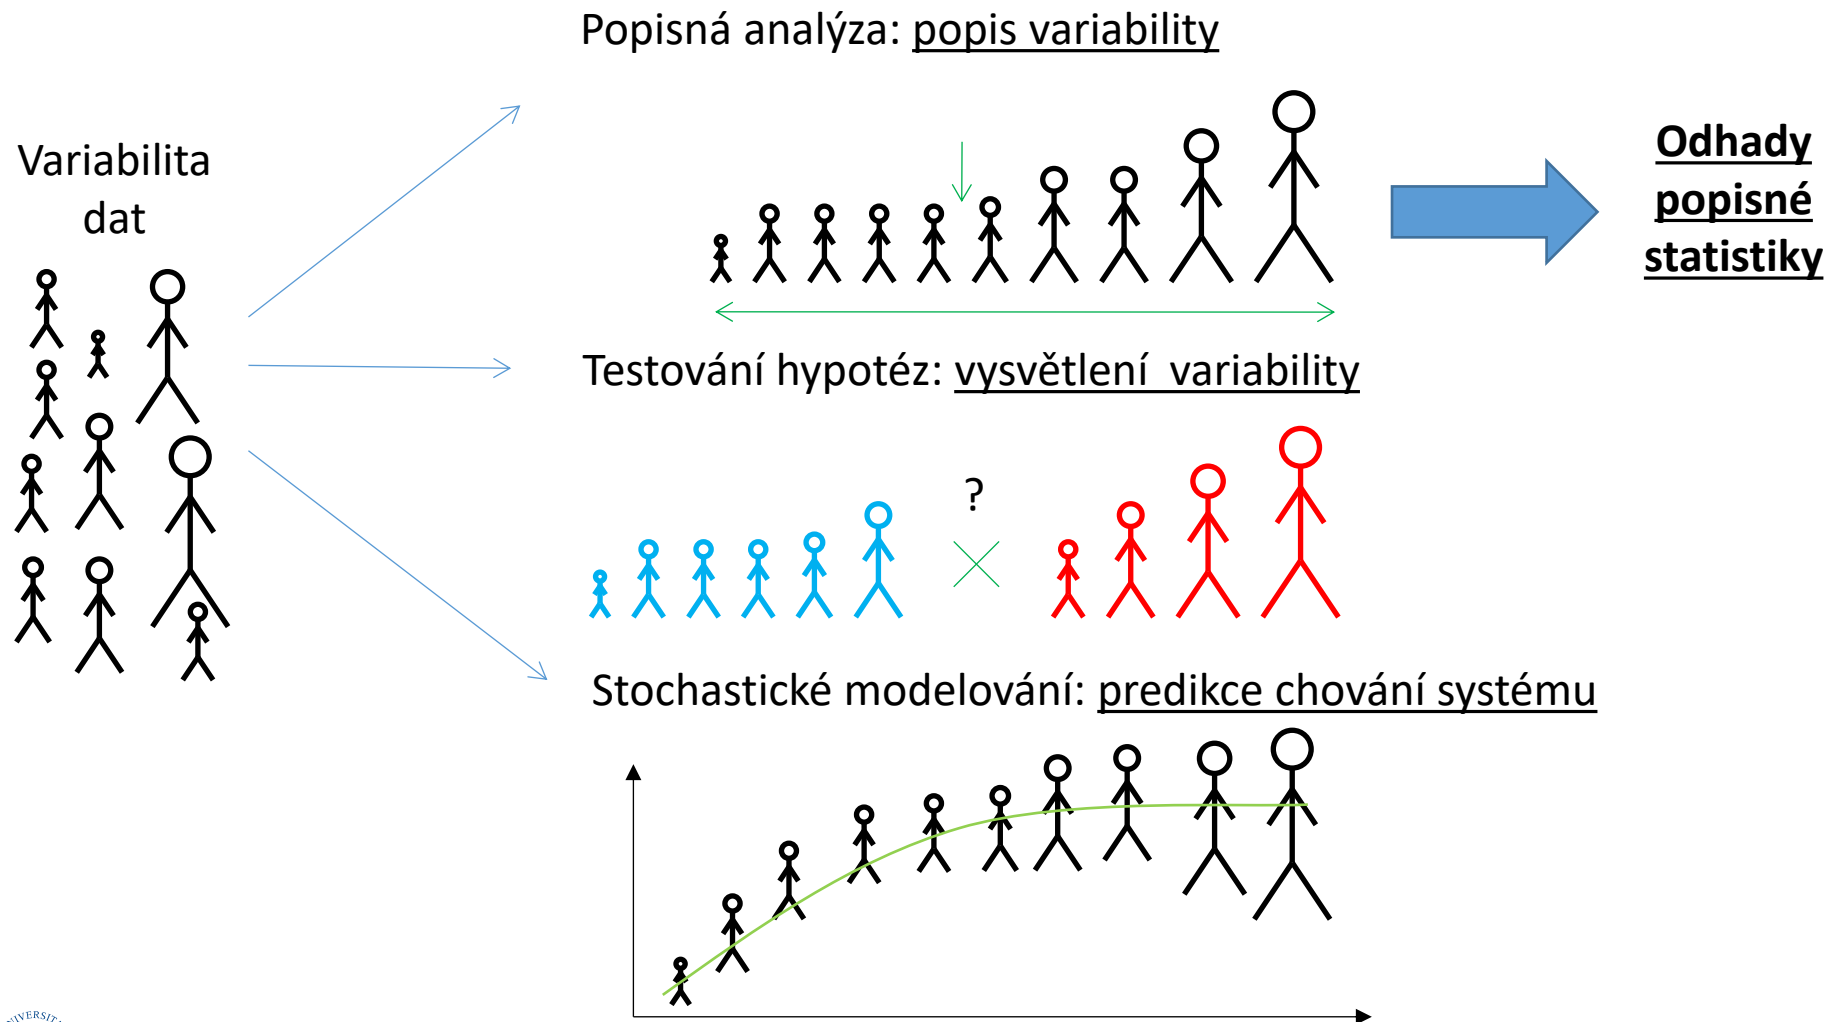 Popisná analýza: popis variability
Variabilita
dat
Odhady
popisné
statistiky
Testování hypotéz: vysvětlení  variability
?
Stochastické modelování: predikce chování systému